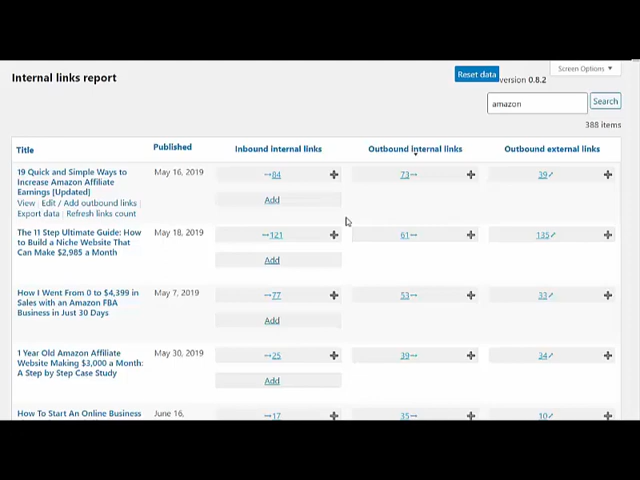 Screen Options ▼
Internal links report
Reset data version 0.8.2
amazon Search
388 items
Title Published Inbound internal links Outbound internal links Outbound external links
19 Quick and Simple Ways to
Increase Amazon Affiliate
Earnings [Updated]
View | Edit / Add outbound links |
Export data | Refresh links count
May 16, 2019
84
Add
73
39
The 11 Step Ultimate Guide: How
to Build a Niche Website That
Can Make $2,985 a Month
May 18, 2019
121
Add
61
135
How I Went From 0 to $4,399 in
Sales with an Amazon FBA
Business in Just 30 Days
May 7, 2019
77
Add
53
33
1 Year Old Amazon Affiliate
Website Making $3,000 a Month:
A Step by Step Case Study
May 30, 2019
25
Add
39
34
How To Start An Online Business
June 16,
17
35
10